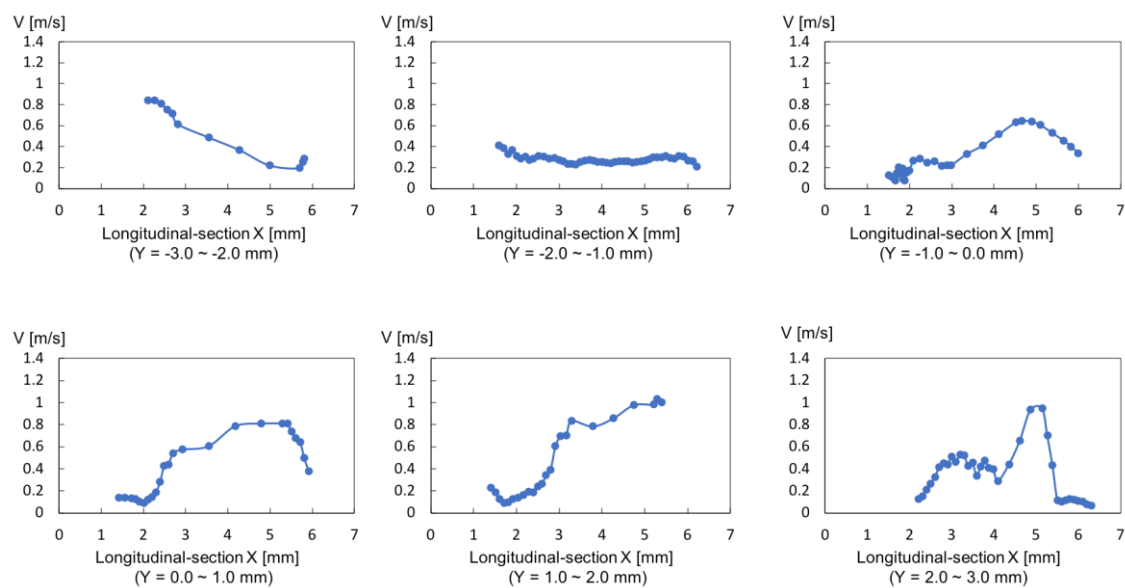 V [m/s]
1.4
1.2
1
0.8
0.6
0.4
0.2
0
0 1 2 3 4 5 6 7
Longitudinal-section X [mm]
(Y = -3.0 ~ -2.0 mm)
V [m/s]
1.4
1.2
1
0.8
0.6
0.4
0.2
0
0 1 2 3 4 5 6 7
Longitudinal-section X [mm]
(Y = -2.0 ~ -1.0 mm)
V [m/s]
1.4
1.2
1
0.8
0.6
0.4
0.2
0
0 1 2 3 4 5 6 7
Longitudinal-section X [mm]
(Y = -1.0 ~ 0.0 mm)
V [m/s]
1.4
1.2
1
0.8
0.6
0.4
0.2
0
0 1 2 3 4 5 6 7
Longitudinal-section X [mm]
(Y = 0.0 ~ 1.0 mm)
V [m/s]
1.4
1.2
1
0.8
0.6
0.4
0.2
0
0 1 2 3 4 5 6 7
Longitudinal-section X [mm]
(Y = 1.0 ~ 2.0 mm)
V [m/s]
1.4
1.2
1
0.8
0.6
0.4
0.2
0
0 1 2 3 4 5 6 7
Longitudinal-section X [mm]
(Y = 2.0 ~ 3.0 mm)